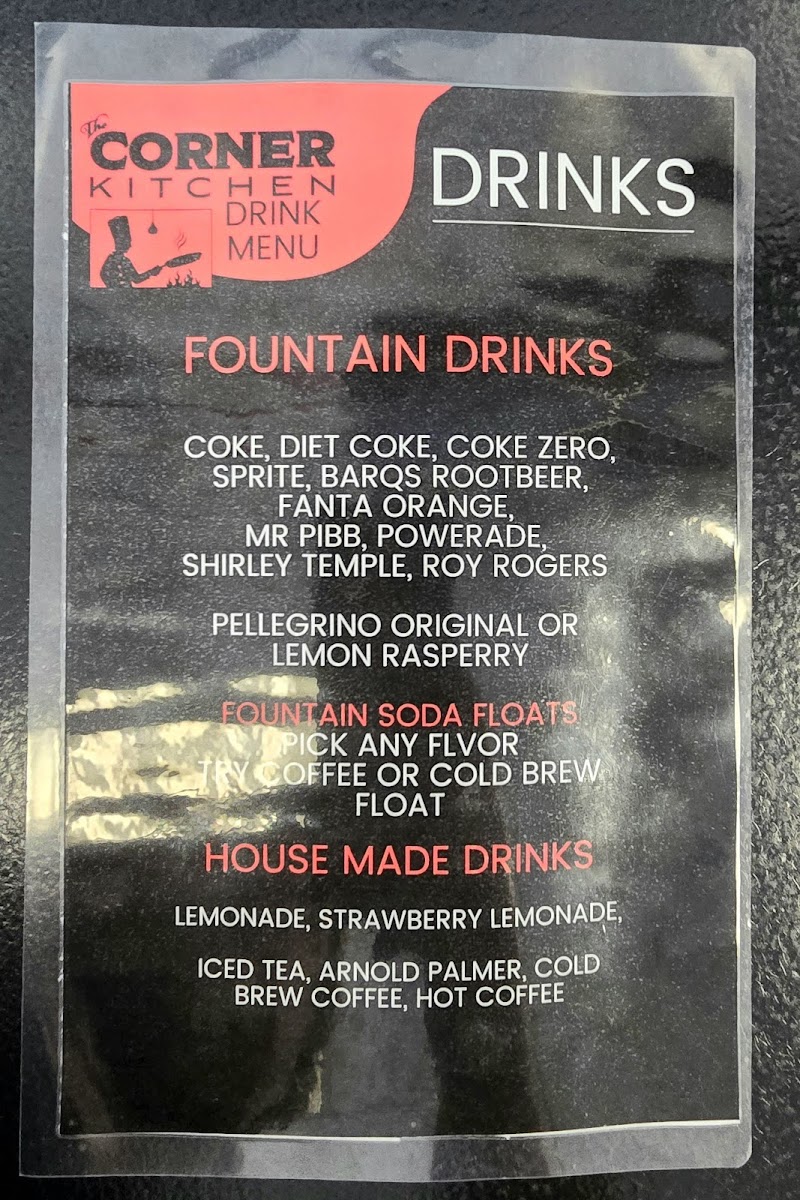 The
CORNER
KITCHEN
DRINK
MENU
DRINKS
FOUNTAIN DRINKS
COKE, DIET COKE, COKE ZERO,
SPRITE, BARQS ROOTBEER,
FANTA ORANGE,
MR PIBB, POWERADE,
SHIRLEY TEMPLE, ROY ROGERS
PELLEGRINO ORIGINAL OR
LEMON RASPERRY
FOUNTAIN SODA FLOATS
PICK ANY FLVOR
TRY COFFEE OR COLD BREW
FLOAT
HOUSE MADE DRINKS
LEMONADE, STRAWBERRY LEMONADE,
ICED TEA, ARNOLD PALMER, COLD
BREW COFFEE, HOT COFFEE